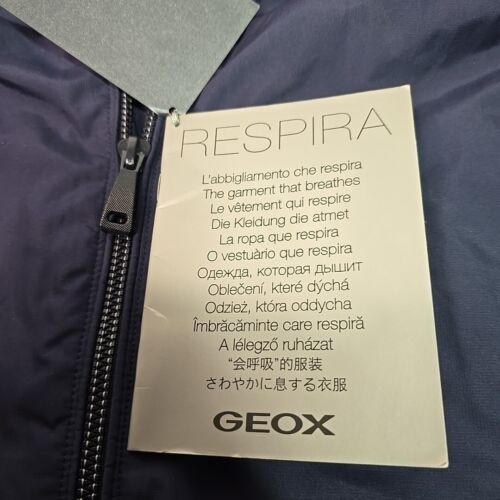 RESPIRA
L'abbigliamento che respira
The garment that breathes
Le vêtement qui respire
Die Kleidung die atmet
La ropa que respira
O vestuàrio que respira
Одежда, которая дышит
Oblečení, které dýchá
Odzież, która oddycha
Îmbrăcăminte care respiră
A lélegző ruházat
“会呼吸”的服装
さわやかに息する衣服
GEOX